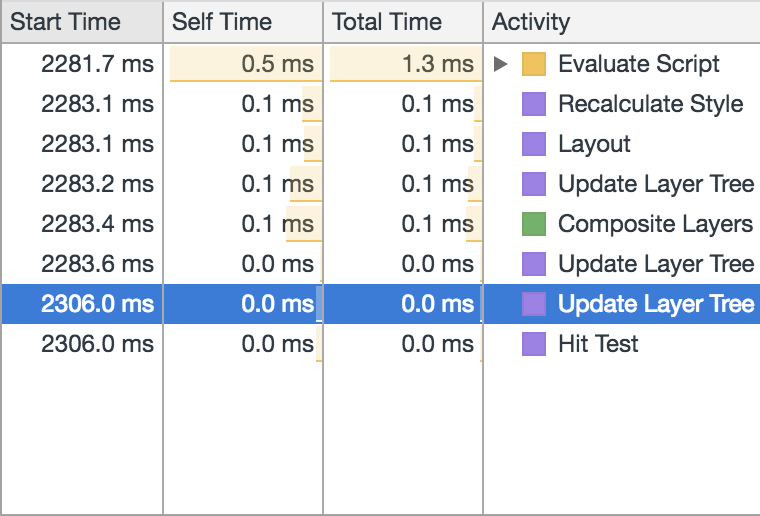 Start Time Self Time Total Time Activity
2281.7 ms 0.5 ms 1.3 ms Evaluate Script
2283.1 ms 0.1 ms 0.1 ms Recalculate Style
2283.1 ms 0.1 ms 0.1 ms Layout
2283.2 ms 0.1 ms 0.1 ms Update Layer Tree
2283.4 ms 0.1 ms 0.1 ms Composite Layers
2283.6 ms 0.0 ms 0.0 ms Update Layer Tree
2306.0 ms 0.0 ms 0.0 ms Update Layer Tree
2306.0 ms 0.0 ms 0.0 ms Hit Test